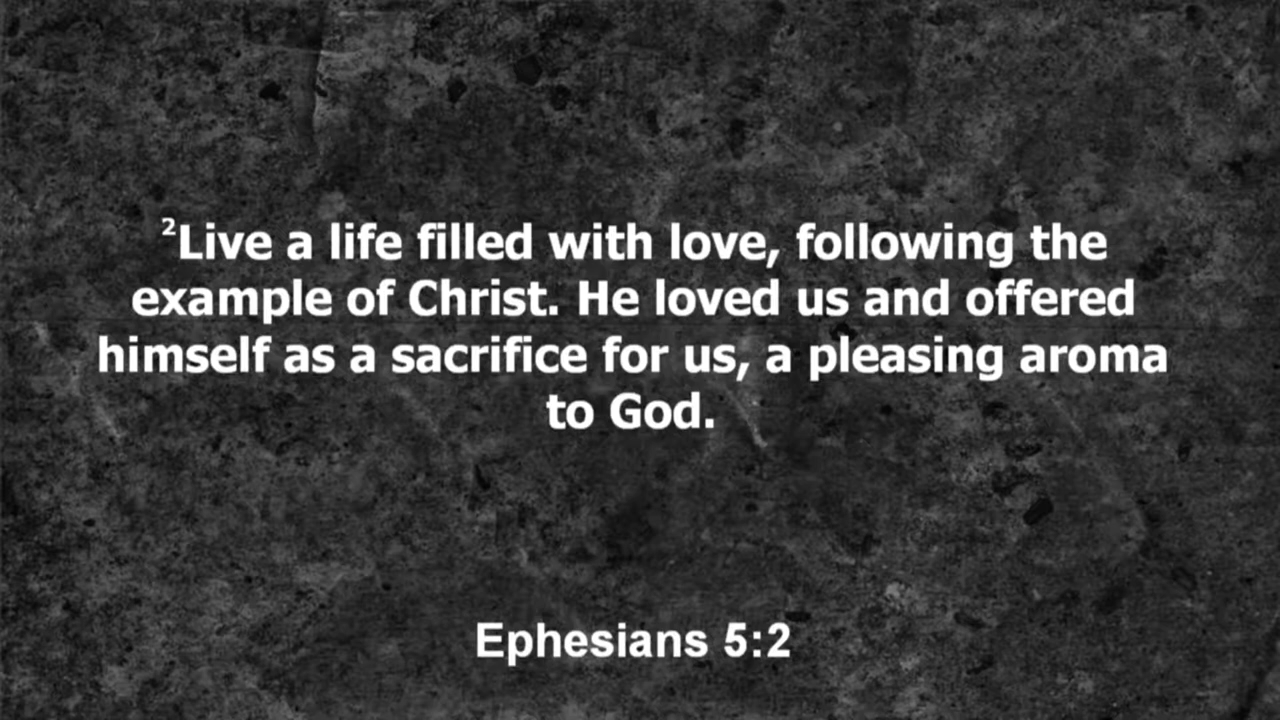 ²Live a life filled with love, following the
example of Christ. He loved us and offered
himself as a sacrifice for us, a pleasing aroma
to God.
Ephesians 5:2